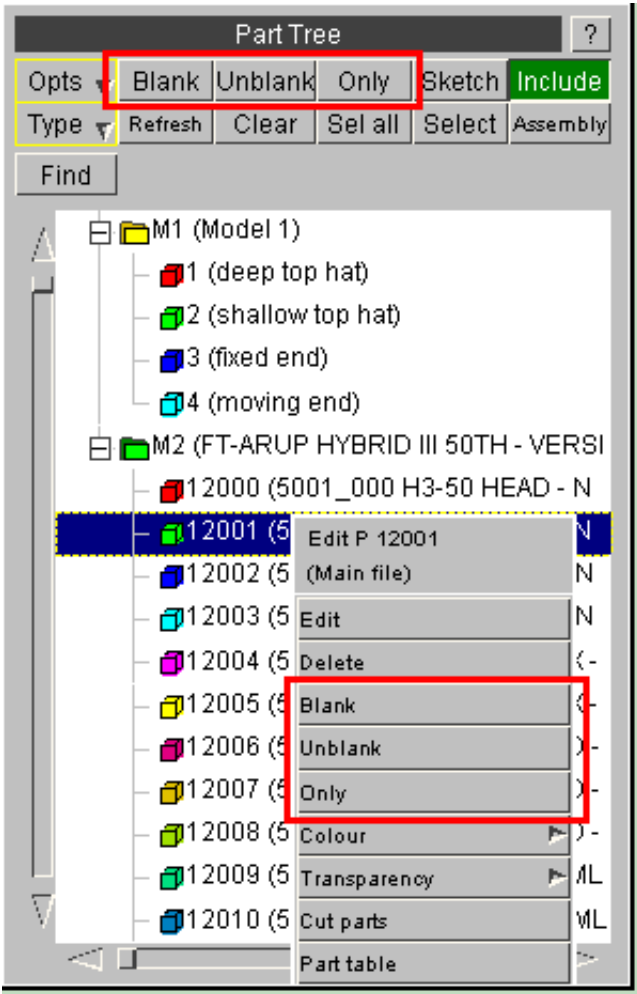 Part Tree ?
Opts Blank Unblank Only Sketch Include
Type Refresh Clear Sel all Select Assembly
Find
M1 (Model 1)
1 (deep top hat)
2 (shallow top hat)
3 (fixed end)
4 (moving end)
M2 (FT-ARUP HYBRID III 50TH - VERSI
12000 (5001_000 H3-50 HEAD - N
12001 (5 Edit P 12001 N
12002 (5 (Main file) N
12003 (5 Edit N
12004 (5 Delete (-
12005 (5 Blank
12006 (5 Unblank ) -
12007 (5 Only ) -
12008 (5 Colour ) -
12009 (5 Transparency ML
12010 (5 Cut parts ML
Part table